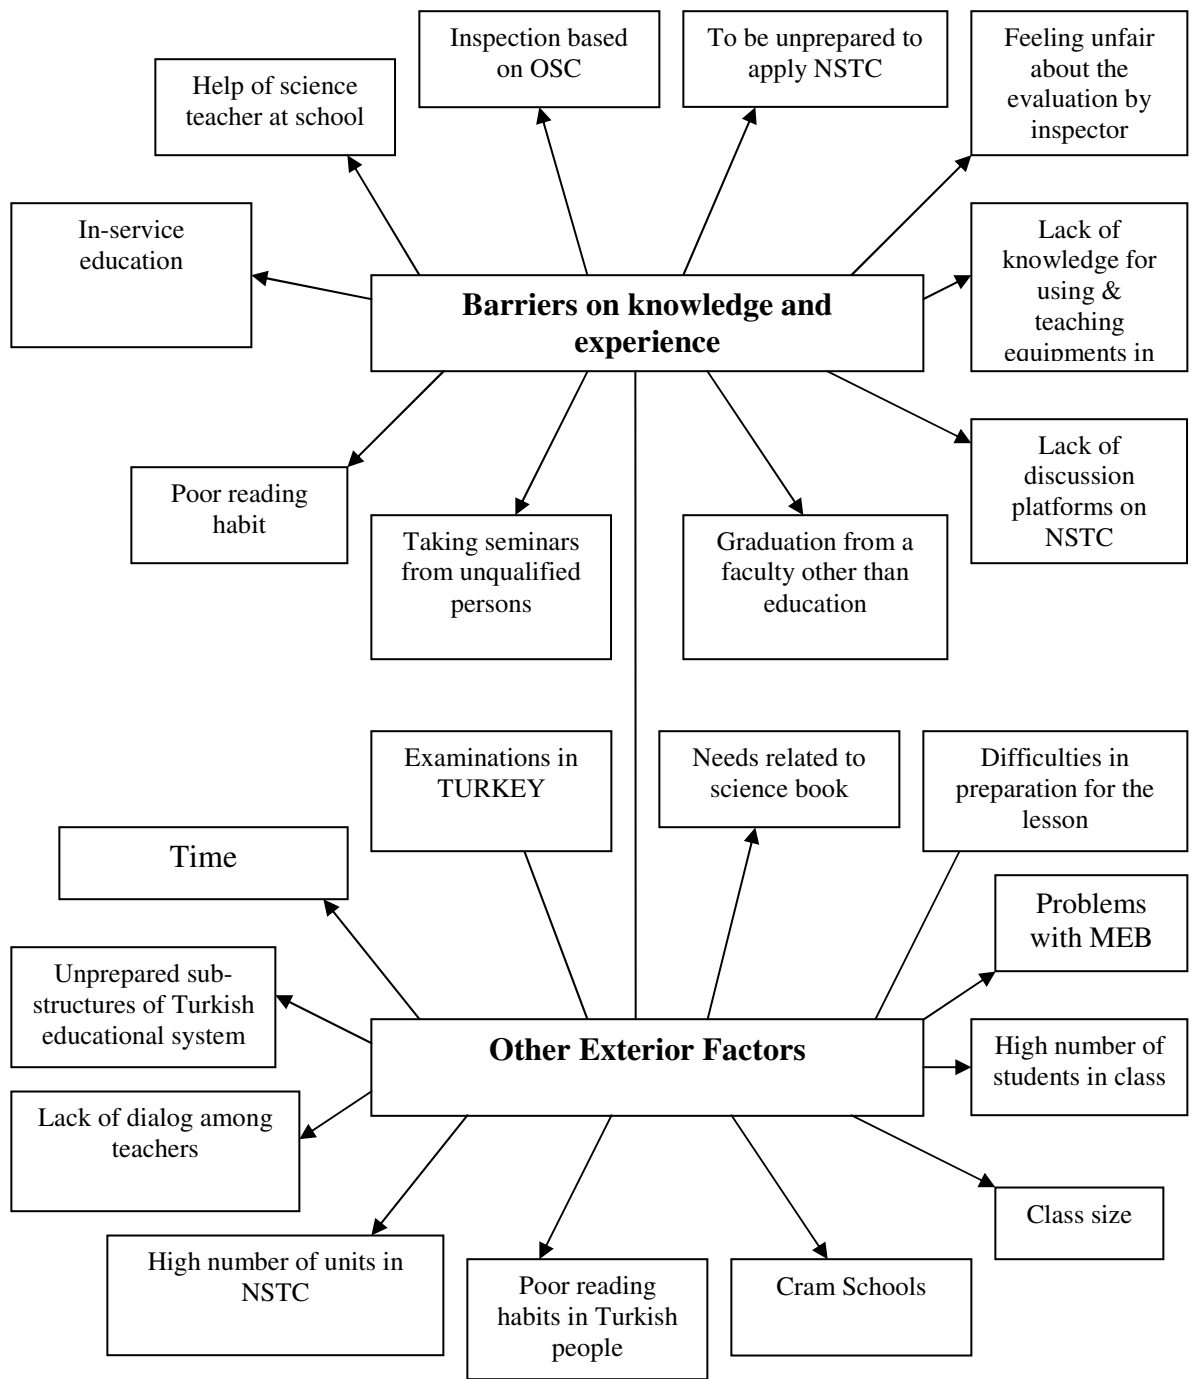 Inspection based
on OSC
To be unprepared to
apply NSTC
Feeling unfair
about the
evaluation by
inspector
Help of science
teacher at school
In-service
education
Lack of
knowledge for
using &
teaching
equipments in
Barriers on knowledge and
experience
Poor reading
habit
Taking seminars
from unqualified
persons
Graduation from a
faculty other than
education
Lack of
discussion
platforms on
NSTC
Examinations in
TURKEY
Needs related to
science book
Difficulties in
preparation for the
lesson
Time
Problems
with MEB
Unprepared sub-
structures of Turkish
educational system
Other Exterior Factors
High number of
students in class
Lack of dialog among
teachers
Class size
High number of units in
NSTC
Poor reading
habits in Turkish
people
Cram Schools